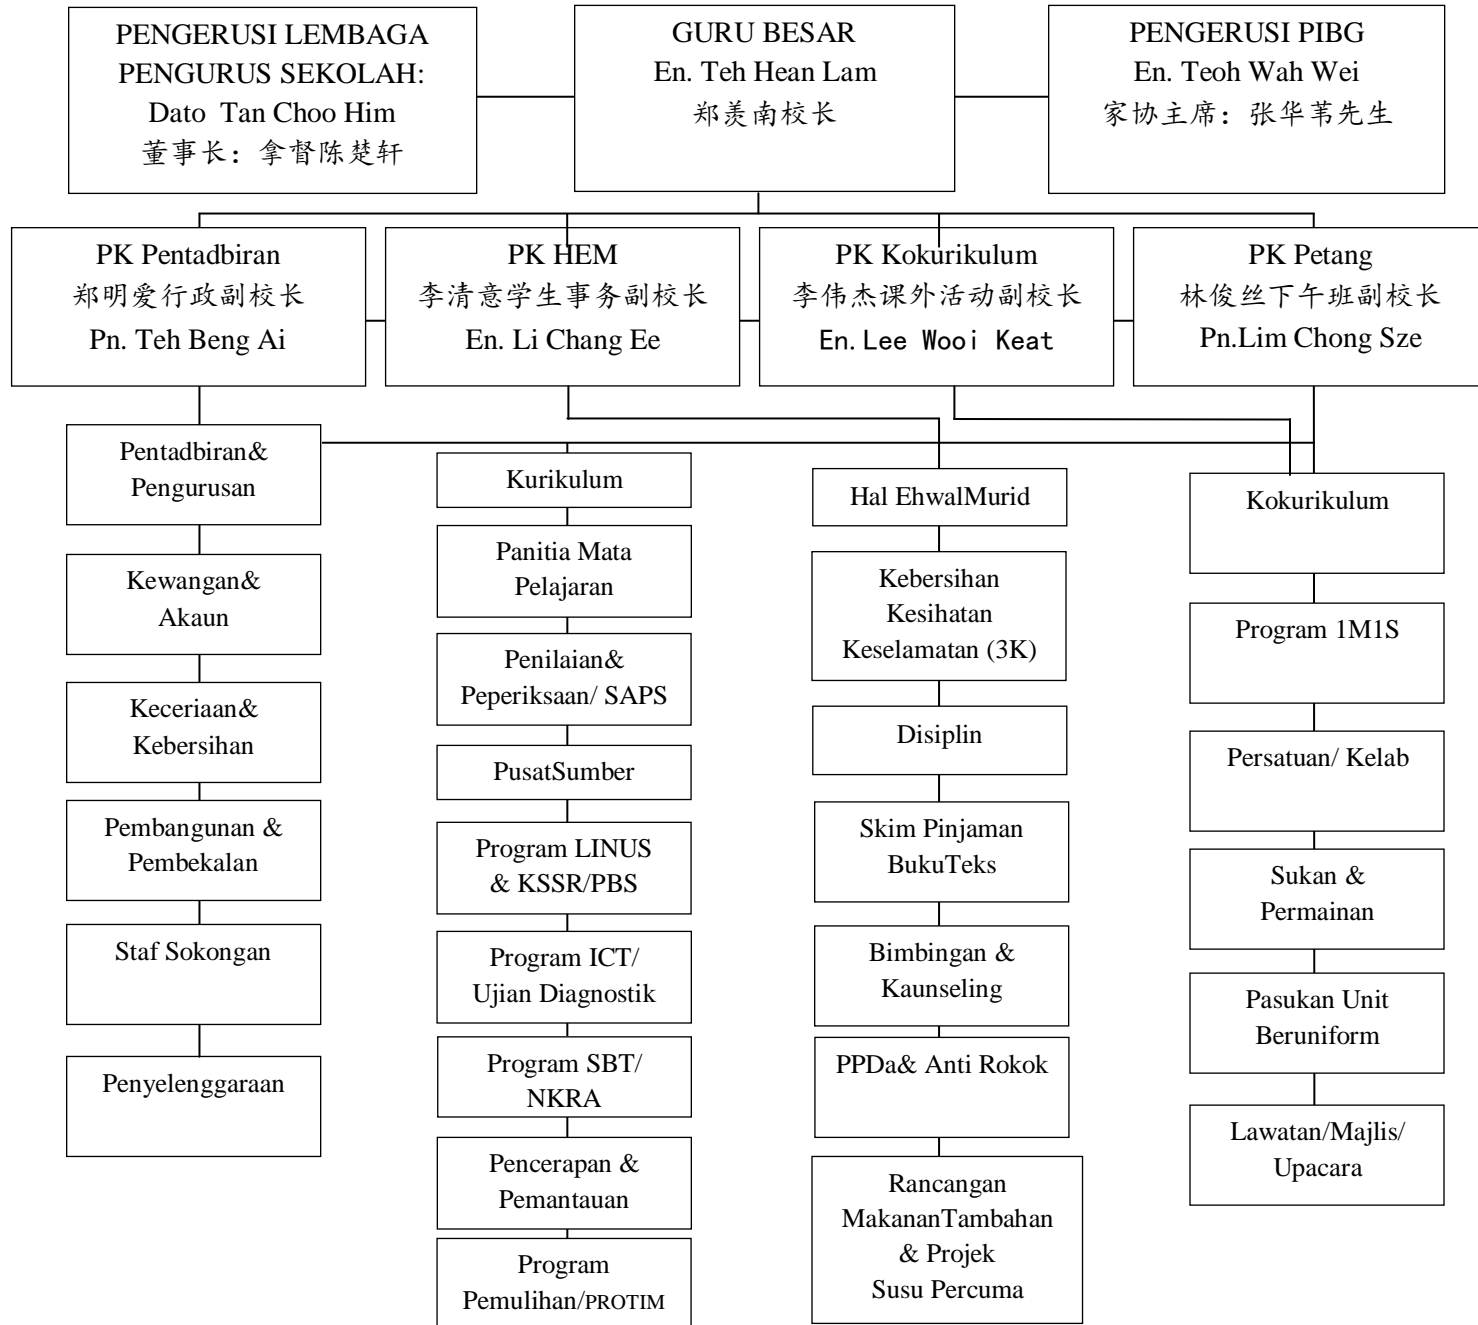 PENGERUSI LEMBAGA
PENGURUS SEKOLAH:
Dato  Tan Choo Him
董事长：拿督陈楚轩
GURU BESAR
En. Teh Hean Lam
郑羡南校长
PENGERUSI PIBG
En. Teoh Wah Wei
家协主席：张华苇先生
PK Pentadbiran
郑明爱行政副校长
Pn. Teh Beng Ai
PK HEM
李清意学生事务副校长
En. Li Chang Ee
PK Kokurikulum
李伟杰课外活动副校长
En. Lee Wooi Keat
PK Petang
林俊丝下午班副校长
Pn.Lim Chong Sze
Pentadbiran&
Pengurusan
Kewangan&
Akaun
Keceriaan&
Kebersihan
Pembangunan &
Pembekalan
Staf Sokongan
Penyelenggaraan
Kurikulum
Panitia Mata
Pelajaran
Penilaian&
Peperiksaan/ SAPS
PusatSumber
Program LINUS
& KSSR/PBS
Program ICT/
Ujian Diagnostik
Program SBT/
NKRA
Pencerapan &
Pemantauan
Program
Pemulihan/PROTIM
Hal EhwalMurid
Kebersihan
Kesihatan
Keselamatan (3K)
Disiplin
Skim Pinjaman
BukuTeks
Bimbingan &
Kaunseling
PPDa& Anti Rokok
Rancangan
MakananTambahan
& Projek
Susu Percuma
Kokurikulum
Program 1M1S
Persatuan/ Kelab
Sukan &
Permainan
Pasukan Unit
Beruniform
Lawatan/Majlis/
Upacara